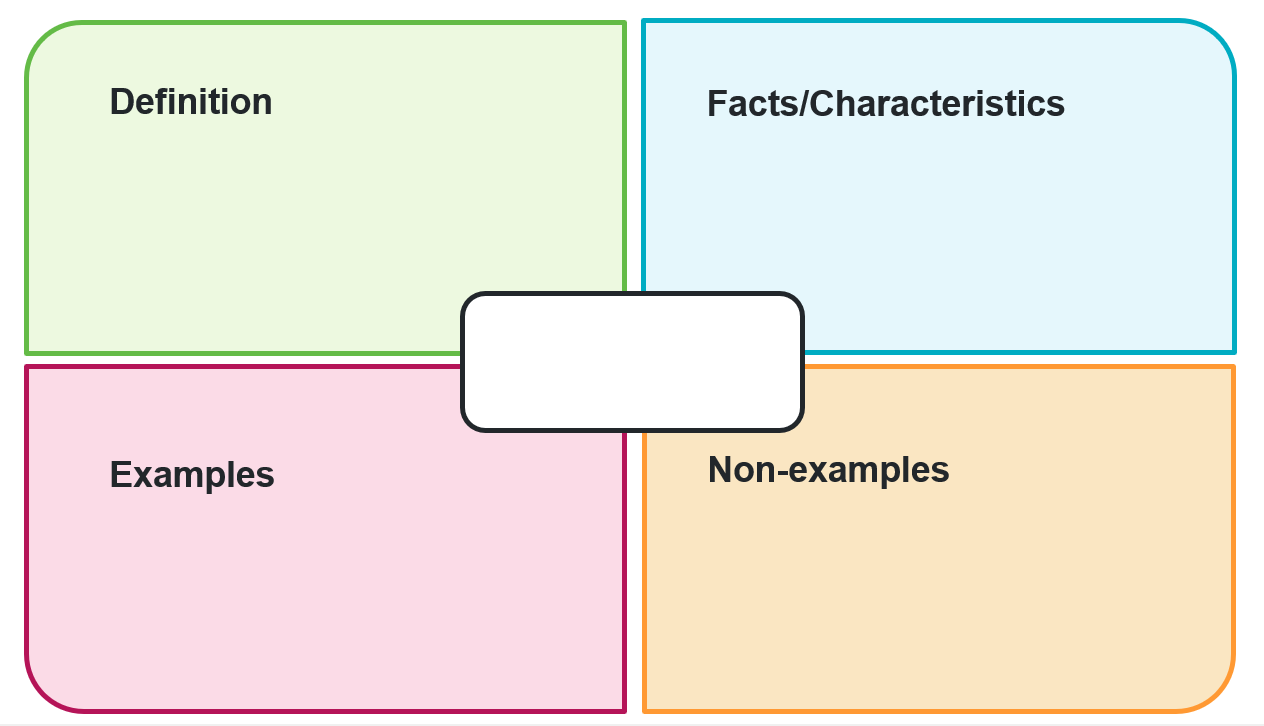 Definition
Facts/Characteristics
Examples
Non-examples